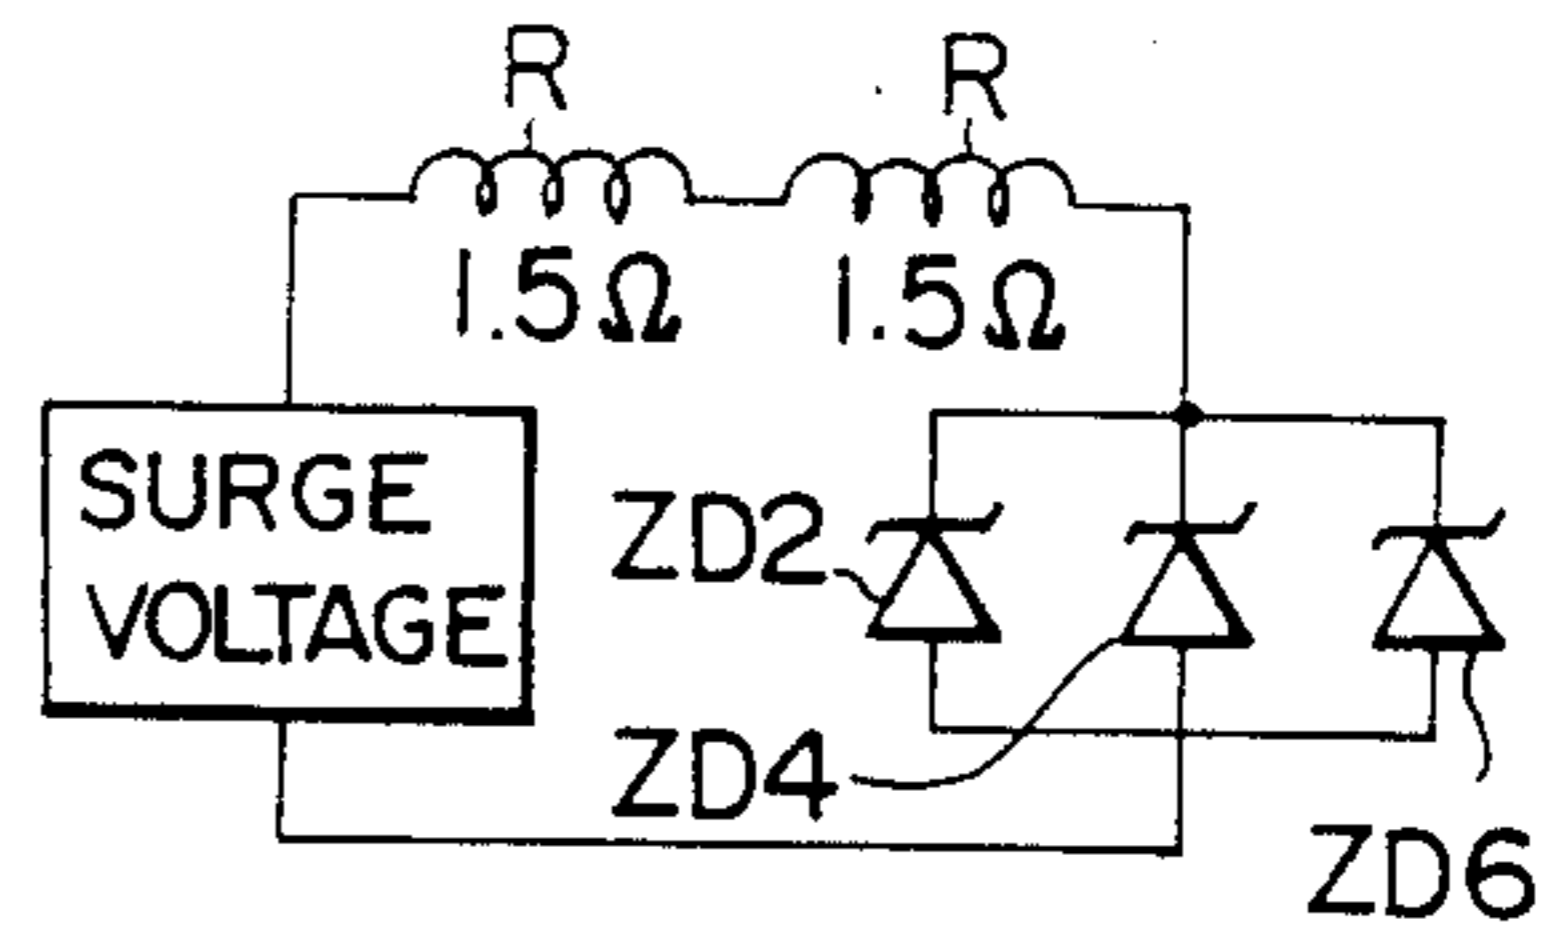 R
R
1.5Ω
1.5Ω
SURGE
VOLTAGE
ZD2
ZD4
ZD6